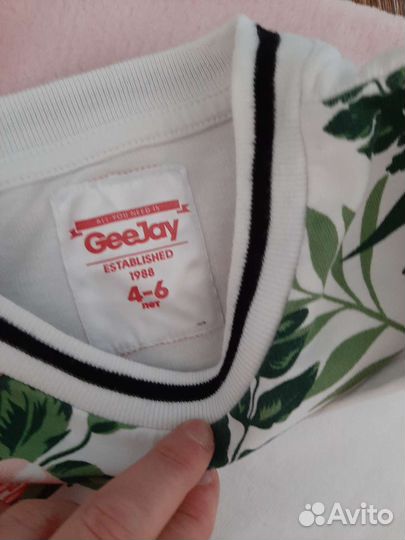 ALL YOU NEED IS
GeeJay
ESTABLISHED
1988
4-6
лет
Avito